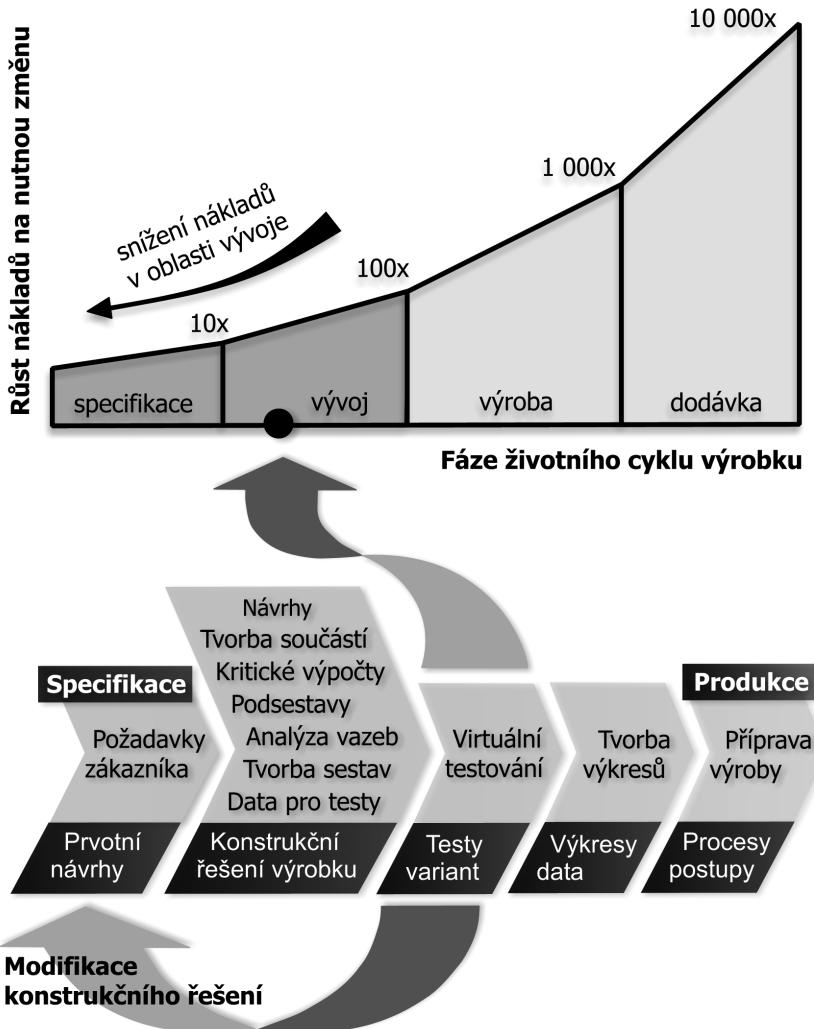 Růst nákladů na nutnou změnu
10 000x
1 000x
100x
10x
snížení nákladů
v oblasti vývoje
specifikace
vývoj
výroba
dodávka
Fáze životního cyklu výrobku
Specifikace
Požadavky
zákazníka
Prvotní
návrhy
Návrhy
Tvorba součástí
Kritické výpočty
Podsestavy
Analýza vazeb
Tvorba sestav
Data pro testy
Konstrukční
řešení výrobku
Virtuální
testování
Testy
variant
Tvorba
výkresů
Výkresy
data
Produkce
Příprava
výroby
Procesy
postupy
Modifikace
konstrukčního řešení